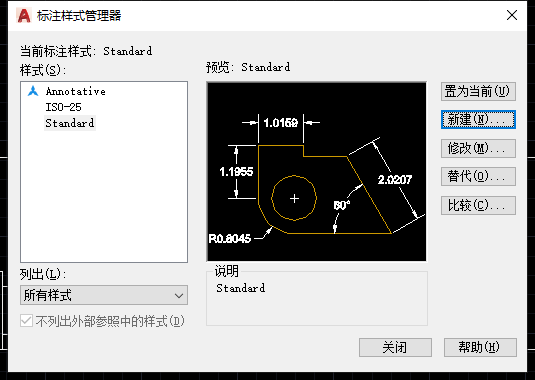 标注样式管理器
当前标注样式: Standard
样式(S):
Annotative
ISO-25
Standard
预览: Standard
1.0159
1.1955
2.0207
60°
R0.8045
置为当前(U)
新建(N)...
修改(M)...
替代(O)...
比较(C)...
列出(L):
所有样式
不列出外部参照中的样式(D)
说明
Standard
关闭
帮助(H)